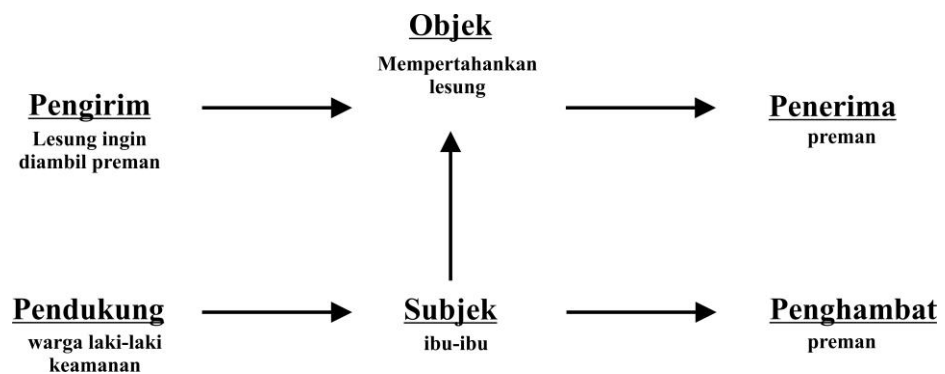 Objek
Mempertahankan
lesung
Pengirim
Lesung ingin
diambil preman
Penerima
preman
Pendukung
warga laki-laki
keamanan
Subjek
ibu-ibu
Penghambat
preman